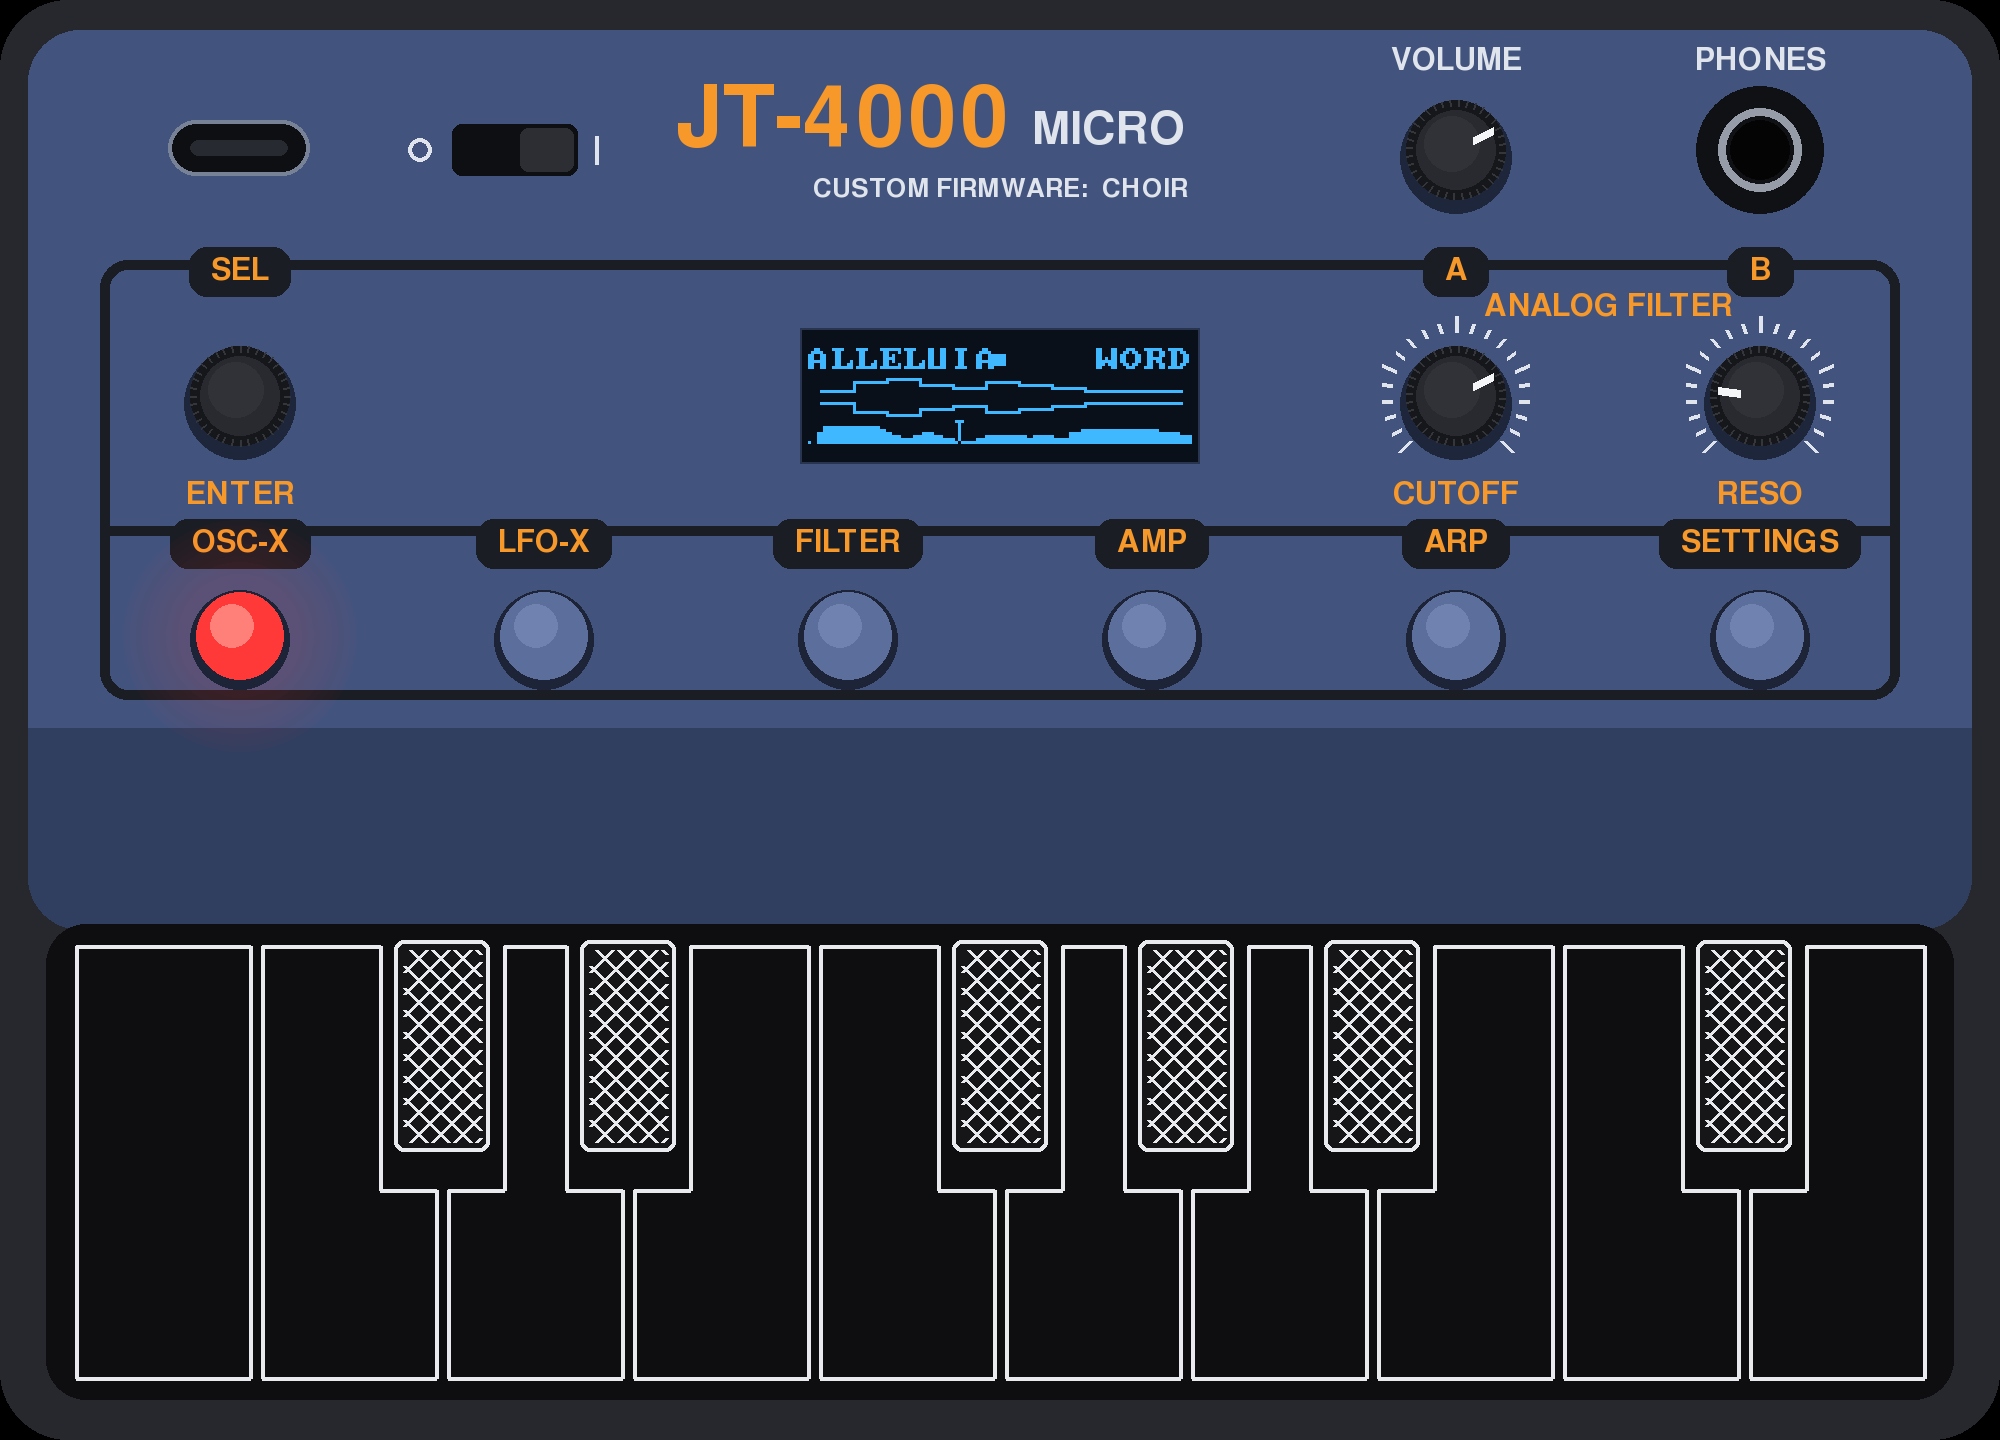 VOLUME PHONES
JT-4000 MICRO
CUSTOM FIRMWARE: CHOIR
SEL A B
ANALOG FILTER
ALLELUIA WORD
ENTER CUTOFF RESO
OSC-X LFO-X FILTER AMP ARP SETTINGS